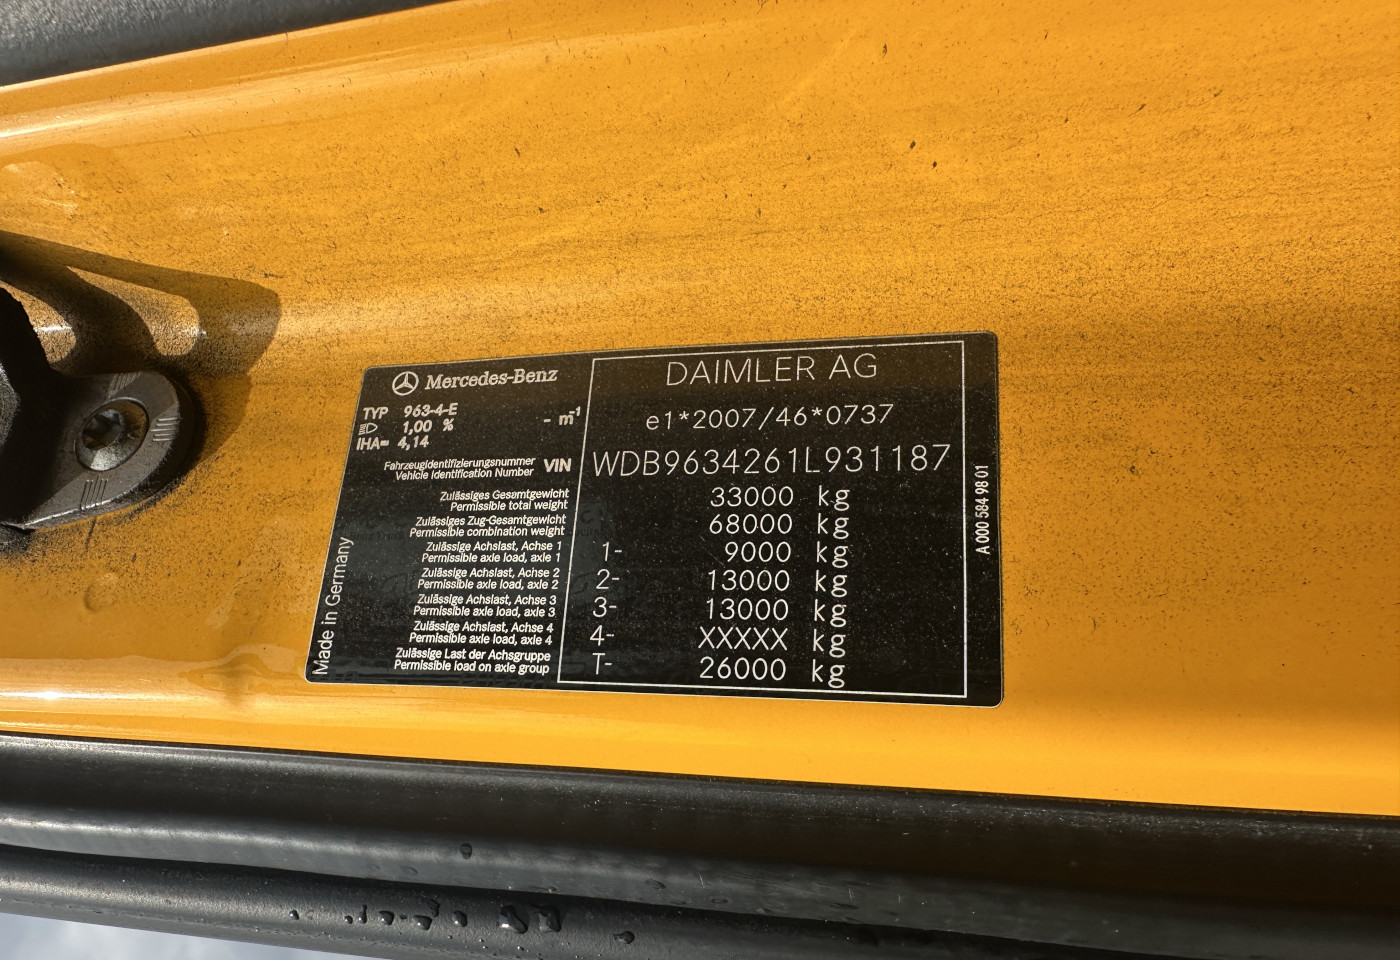 Mercedes-Benz
TYP 963-4-E
1,00 % - m⁻¹
IHA= 4,14
DAIMLER AG
e1*2007/46*0737
Fahrzeugidentifizierungsnummer
Vehicle Identification Number
VIN WDB9634261L931187
Zulässiges Gesamtgewicht
Permissible total weight
33000 kg
Zulässiges Zug-Gesamtgewicht
Permissible combination weight
68000 kg
Zulässige Achslast, Achse 1
Permissible axle load, axle 1
1- 9000 kg
Zulässige Achslast, Achse 2
Permissible axle load, axle 2
2- 13000 kg
Zulässige Achslast, Achse 3
Permissible axle load, axle 3
3- 13000 kg
Zulässige Achslast, Achse 4
Permissible axle load, axle 4
4- XXXXX kg
Zulässige Last der Achsgruppe
Permissible load on axle group
T- 26000 kg
Made in Germany
A 000 584 98 01